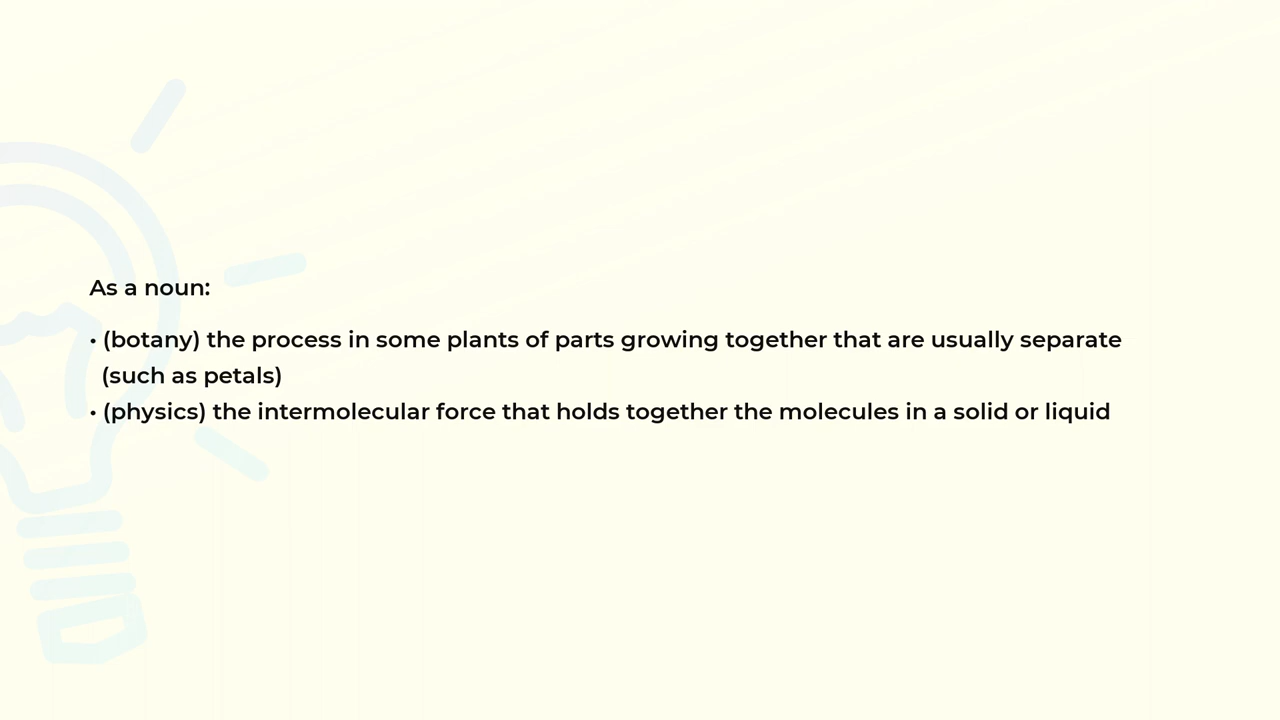 As a noun:
• (botany) the process in some plants of parts growing together that are usually separate
(such as petals)
• (physics) the intermolecular force that holds together the molecules in a solid or liquid